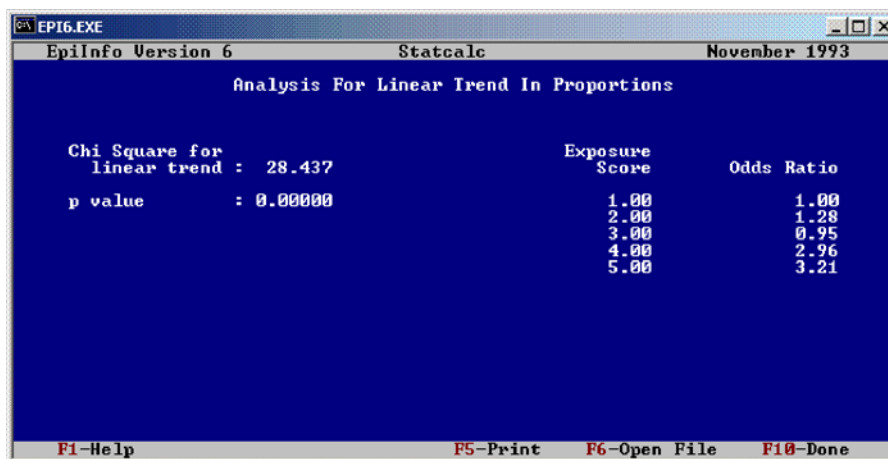 EPI6.EXE
EpiInfo Version 6 Statcalc November 1993
Analysis For Linear Trend In Proportions
Chi Square for
linear trend : 28.437
p value : 0.00000
Exposure
Score Odds Ratio
1.00 1.00
2.00 1.28
3.00 0.95
4.00 2.96
5.00 3.21
F1-Help F5-Print F6-Open File F10-Done